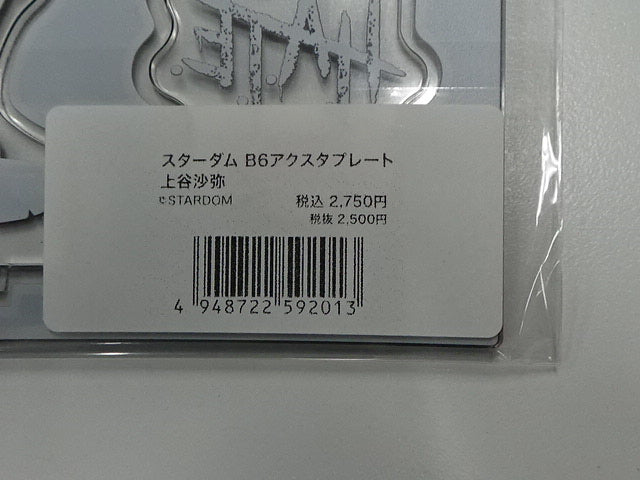 スターダム B6アクスタプレート
上谷沙弥
©STARDOM 税込 2,750円
税抜 2,500円
4 948722 592013